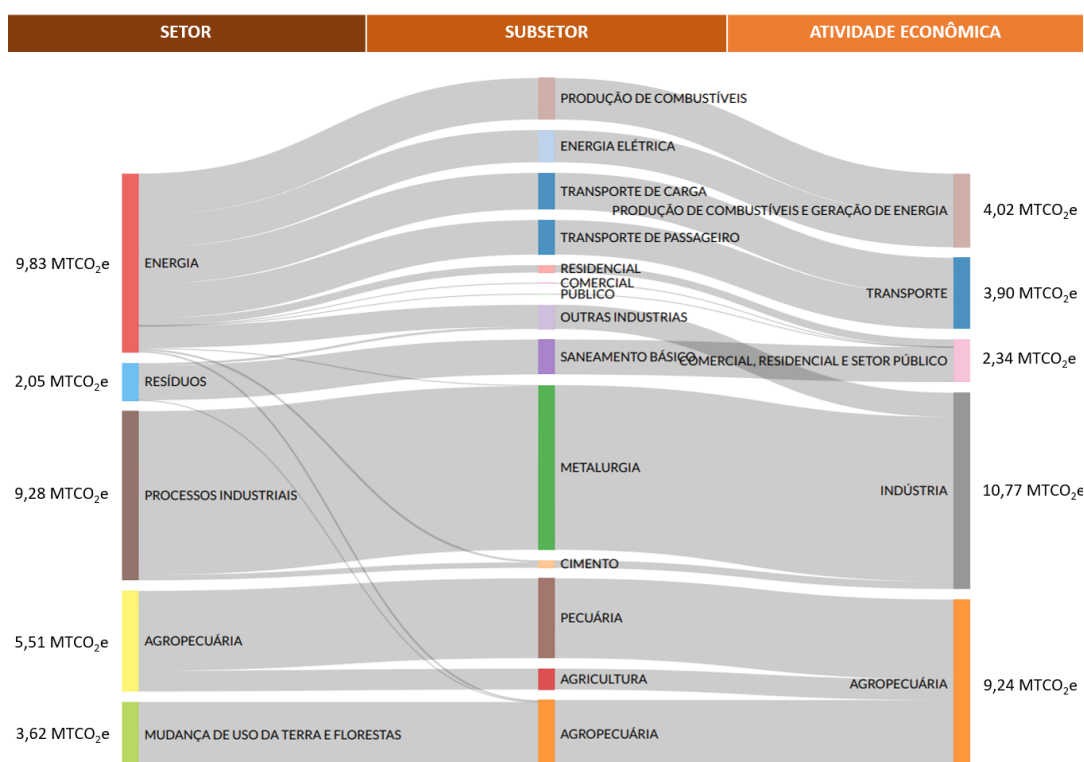 SETOR
SUBSETOR
ATIVIDADE ECONÔMICA
PRODUÇÃO DE COMBUSTÍVEIS
ENERGIA ELÉTRICA
TRANSPORTE DE CARGA
PRODUÇÃO DE COMBUSTÍVEIS E GERAÇÃO DE ENERGIA
4,02 MTCO₂e
TRANSPORTE DE PASSAGEIRO
9,83 MTCO₂e
ENERGIA
RESIDENCIAL
COMERCIAL
PÚBLICO
TRANSPORTE
3,90 MTCO₂e
OUTRAS INDUSTRIAS
SANEAMENTO BÁSICO
COMERCIAL, RESIDENCIAL E SETOR PÚBLICO
2,34 MTCO₂e
2,05 MTCO₂e
RESÍDUOS
METALURGIA
9,28 MTCO₂e
PROCESSOS INDUSTRIAIS
INDÚSTRIA
10,77 MTCO₂e
CIMENTO
PECUÁRIA
5,51 MTCO₂e
AGROPECUÁRIA
AGRICULTURA
AGROPECUÁRIA
9,24 MTCO₂e
3,62 MTCO₂e
MUDANÇA DE USO DA TERRA E FLORESTAS
AGROPECUÁRIA